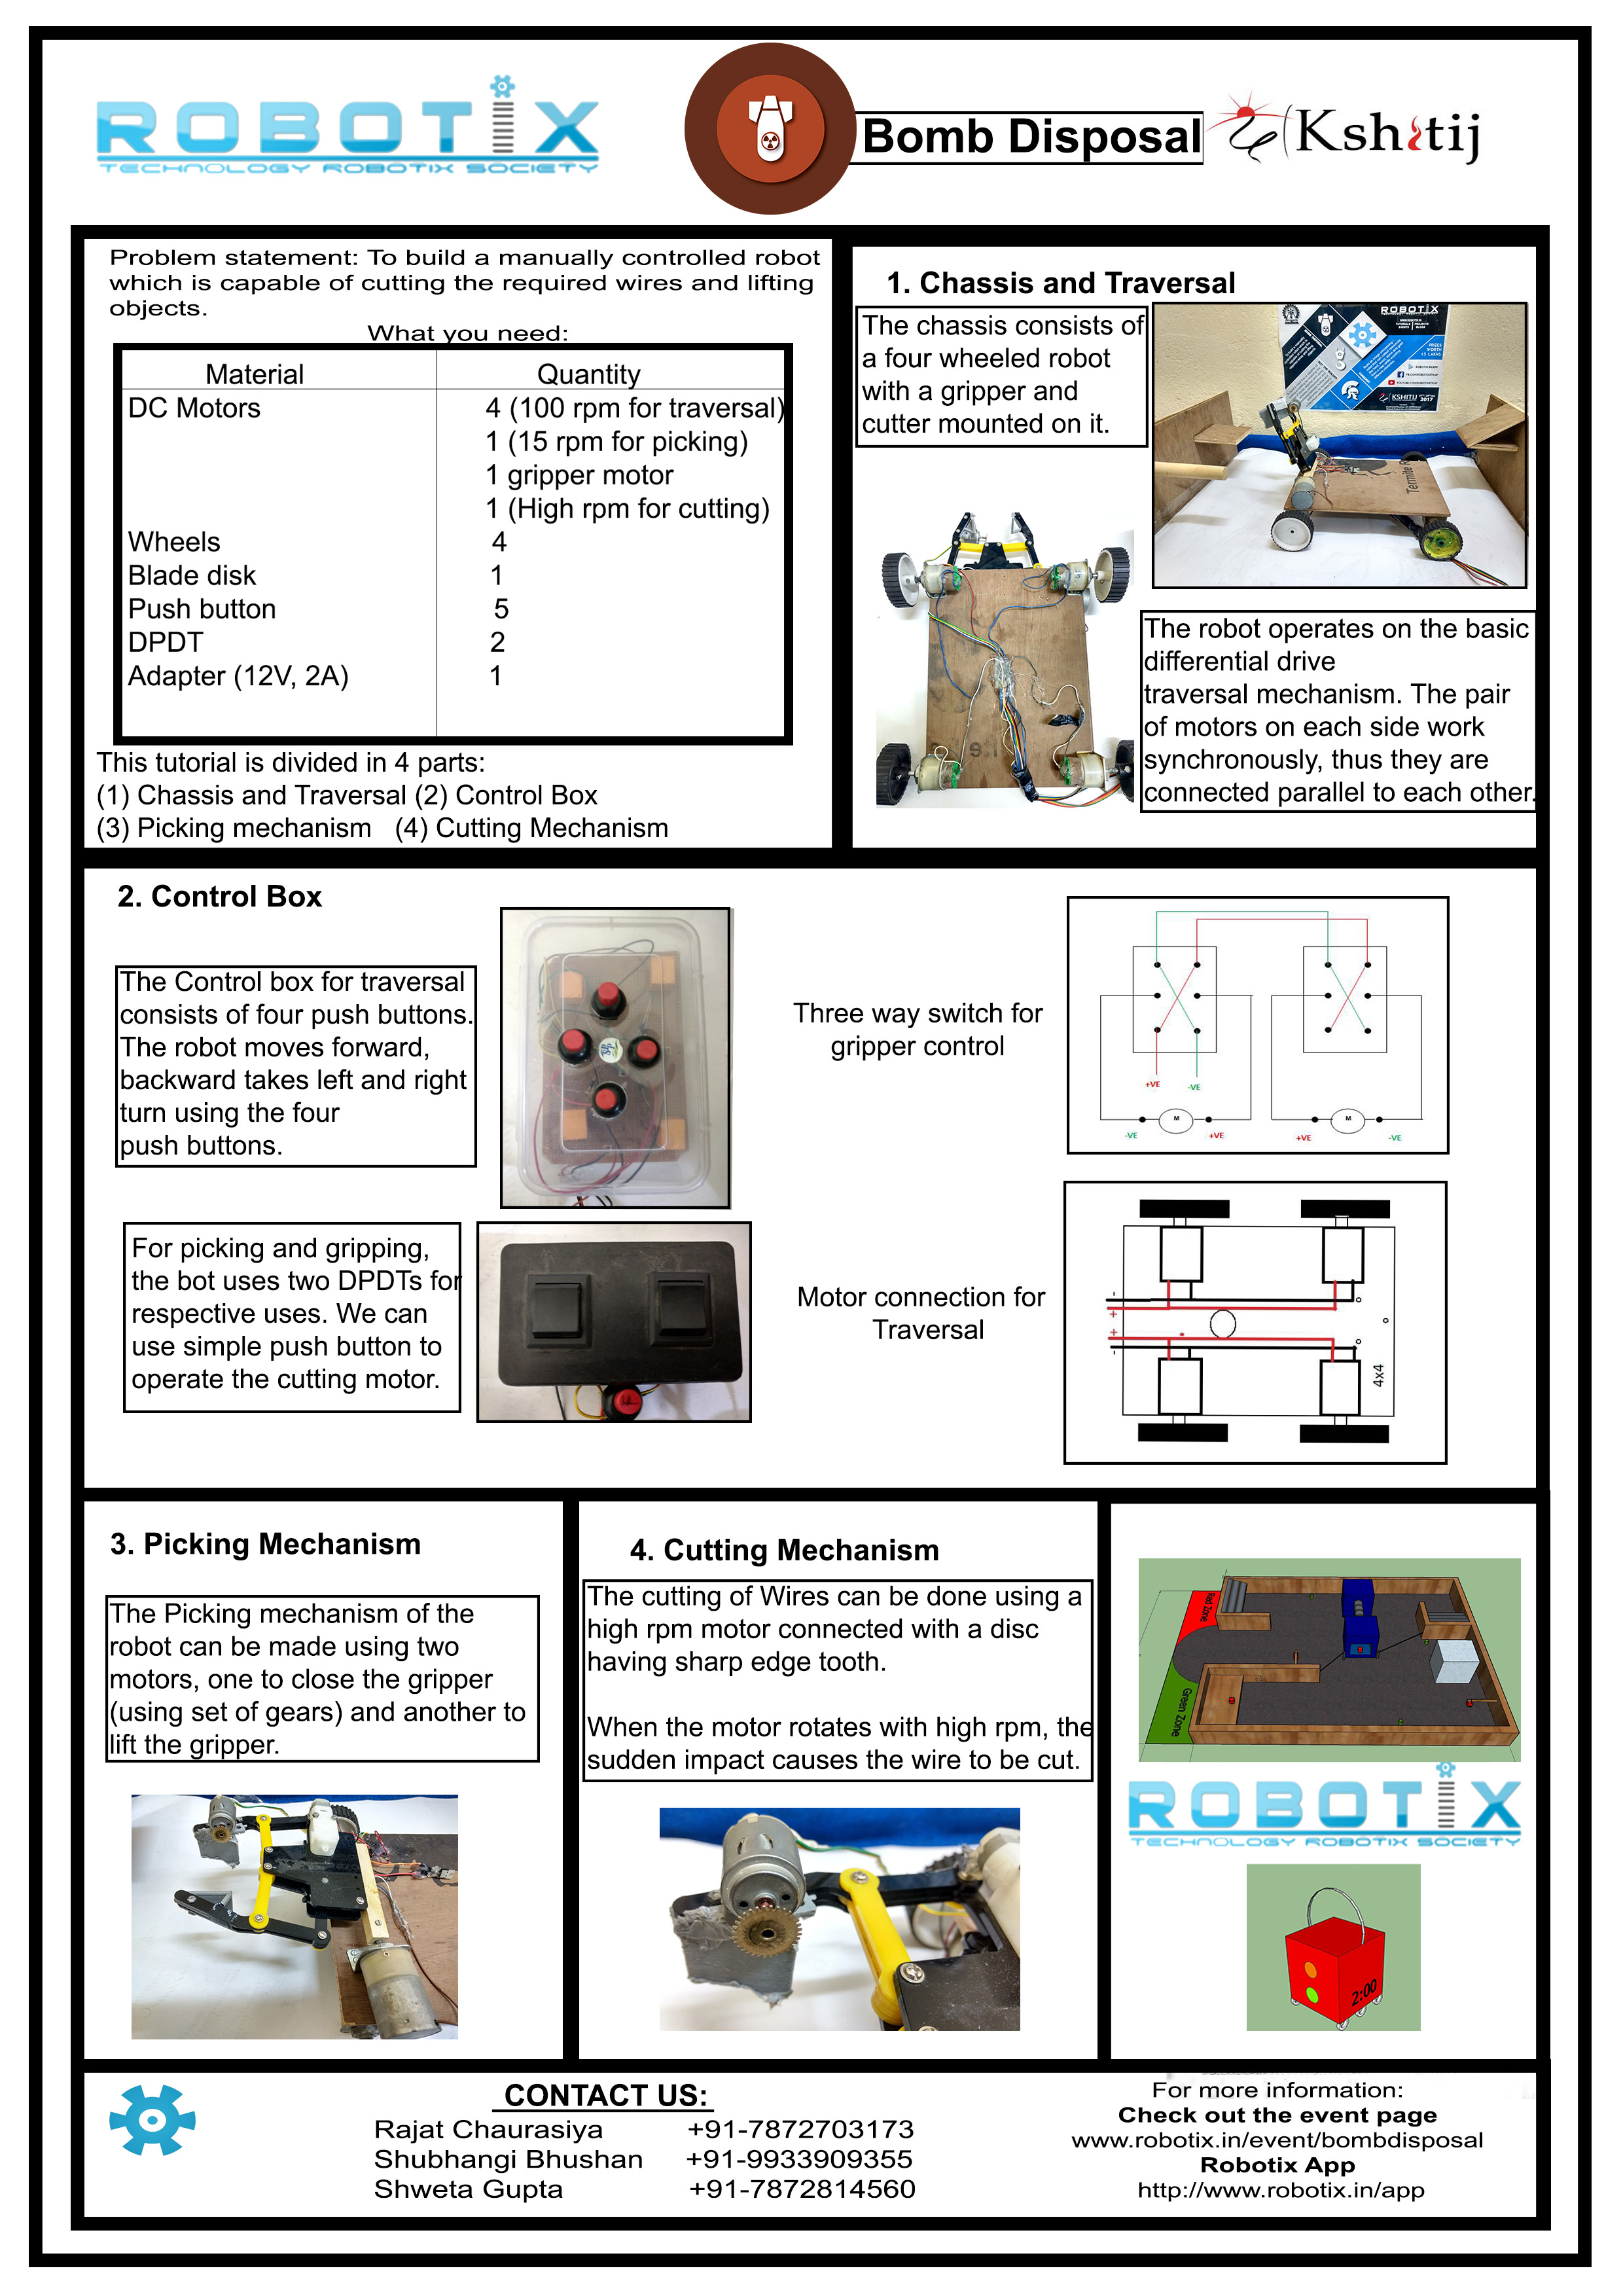 ROBOTIX
TECHNOLOGY ROBOTIX SOCIETY
Bomb Disposal
Kshitij
Problem statement: To build a manually controlled robot
which is capable of cutting the required wires and lifting
objects.
What you need:
Material Quantity
DC Motors 4 (100 rpm for traversal)
1 (15 rpm for picking)
1 gripper motor
1 (High rpm for cutting)
Wheels 4
Blade disk 1
Push button 5
DPDT 2
Adapter (12V, 2A) 1
This tutorial is divided in 4 parts:
(1) Chassis and Traversal (2) Control Box
(3) Picking mechanism (4) Cutting Mechanism
1. Chassis and Traversal
The chassis consists of
a four wheeled robot
with a gripper and
cutter mounted on it.
ROBOTIX
PRIZES
WORTH
KSHITIJ
2017
Termite
The robot operates on the basic
differential drive
traversal mechanism. The pair
of motors on each side work
synchronously, thus they are
connected parallel to each other.
2. Control Box
The Control box for traversal
consists of four push buttons.
The robot moves forward,
backward takes left and right
turn using the four
push buttons.
Three way switch for
gripper control
+VE
-VE
M
M
-VE +VE +VE -VE
For picking and gripping,
the bot uses two DPDTs for
respective uses. We can
use simple push button to
operate the cutting motor.
Motor connection for
Traversal
-
+
+
-
4x4
3. Picking Mechanism
The Picking mechanism of the
robot can be made using two
motors, one to close the gripper
(using set of gears) and another to
lift the gripper.
4. Cutting Mechanism
The cutting of Wires can be done using a
high rpm motor connected with a disc
having sharp edge tooth.
When the motor rotates with high rpm, the
sudden impact causes the wire to be cut.
Red Zone
Green Zone
ROBOTIX
TECHNOLOGY ROBOTIX SOCIETY
2:00
CONTACT US:
Rajat Chaurasiya +91-7872703173
Shubhangi Bhushan +91-9933909355
Shweta Gupta +91-7872814560
For more information:
Check out the event page
www.robotix.in/event/bombdisposal
Robotix App
http://www.robotix.in/app